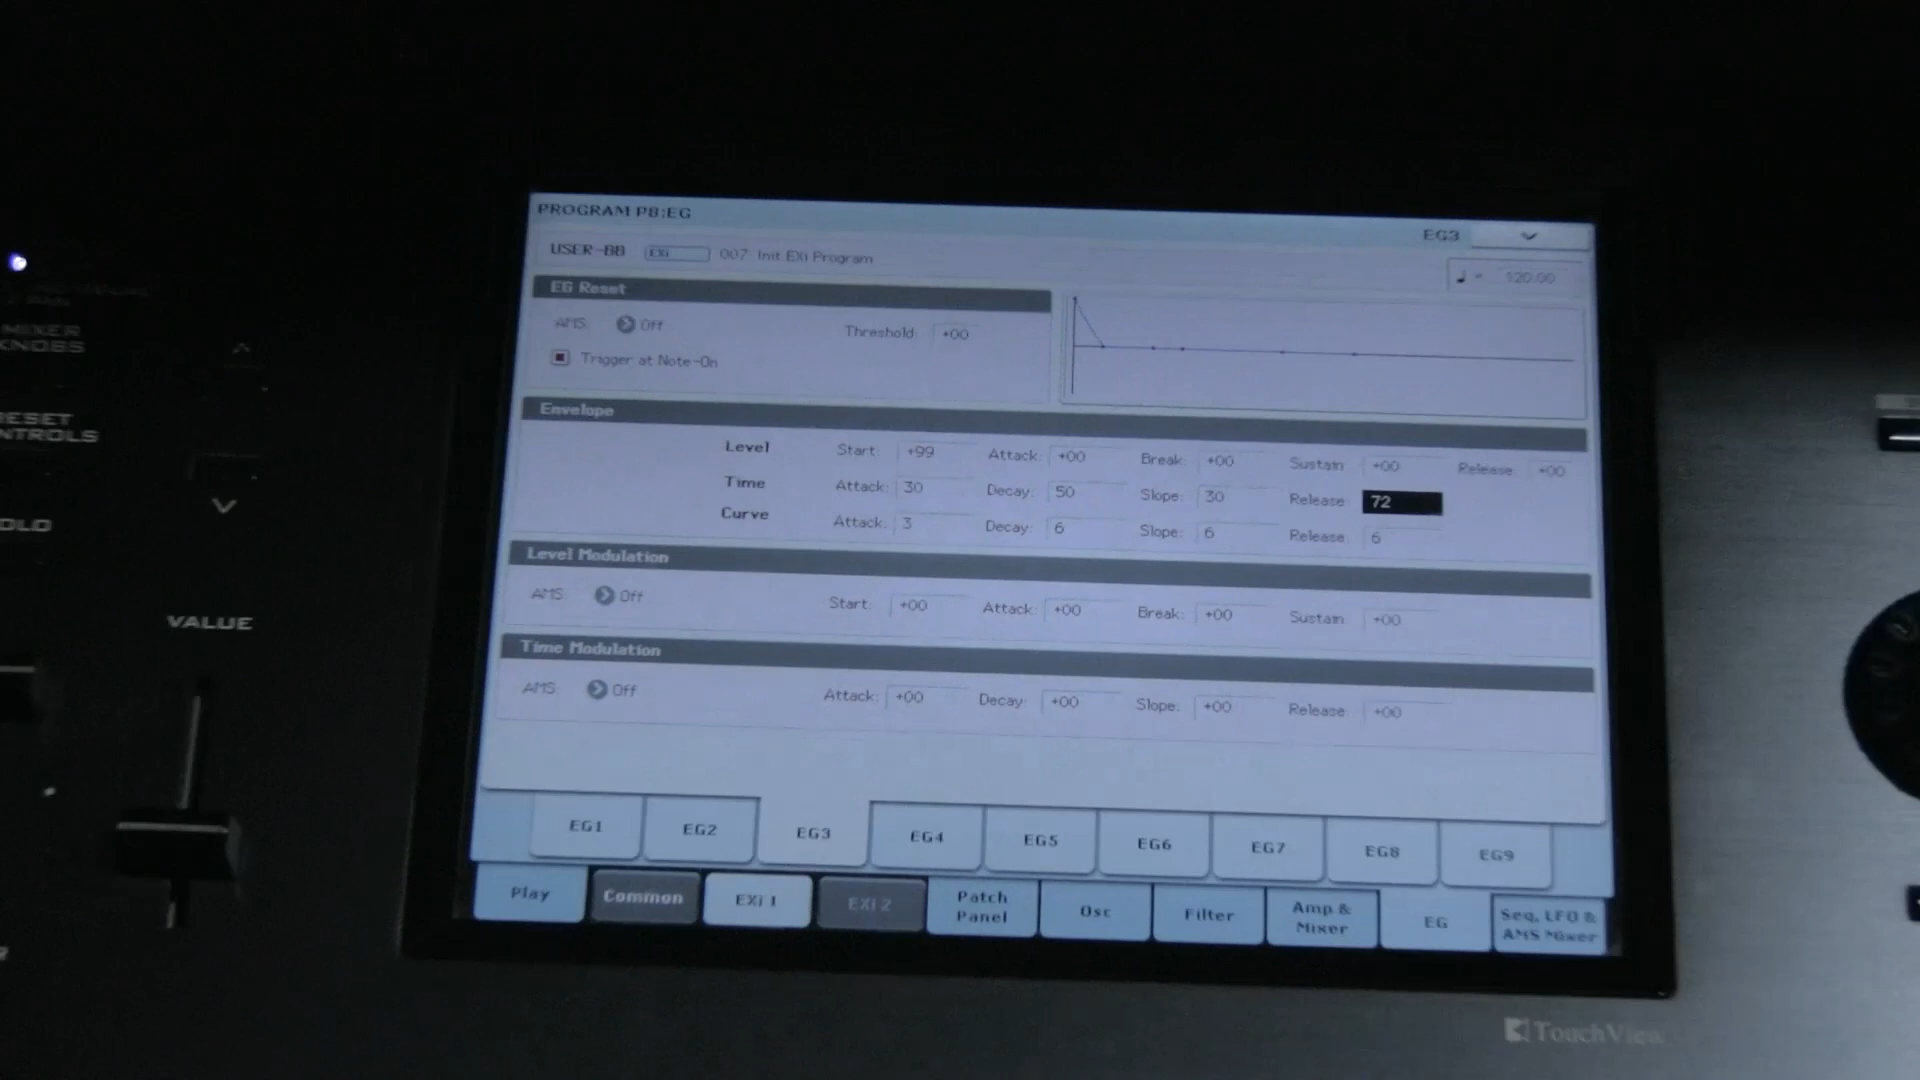 PROGRAM P8:EG
EG3
USER-BB EXi 007 Init EXi Program
♩ = 120.00
EG Reset
AMS: Off Threshold: +00
Trigger at Note-On
Envelope
Level Start: +99 Attack: +00 Break: +00 Sustain +00 Release: +00
Time Attack: 30 Decay: 50 Slope: 30 Release 72
Curve Attack: 3 Decay: 6 Slope: 6 Release 6
Level Modulation
AMS Off Start: +00 Attack: +00 Break: +00 Sustain +00
Time Modulation
AMS Off Attack: +00 Decay: +00 Slope: +00 Release +00
EG1 EG2 EG3 EG4 EG5 EG6 EG7 EG8 EG9
Play Common EXi 1 EXi 2 Patch Panel Osc Filter Amp & Mixer EG Seq, LFO & AMS Mixer
MIXER
KNOBS
RESET
CONTROLS
VALUE
TouchView